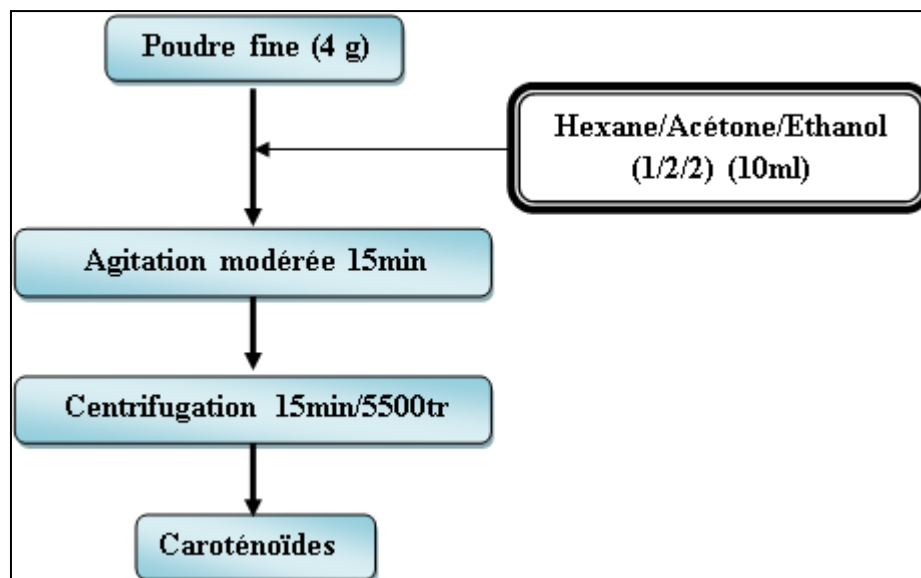 Poudre fine (4 g)
Hexane/Acétone/Ethanol
(1/2/2) (10ml)
Agitation modérée 15min
Centrifugation 15min/5500tr
Caroténoïdes